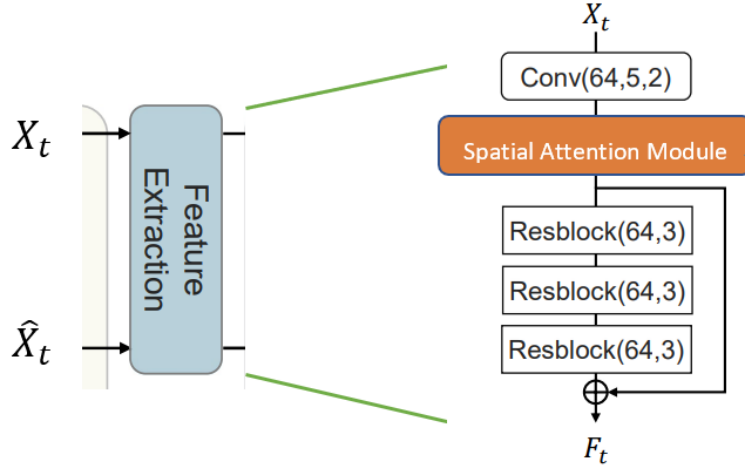 X_t
X̂_t
Feature
Extraction
X_t
Conv(64,5,2)
Spatial Attention Module
Resblock(64,3)
Resblock(64,3)
Resblock(64,3)
F_t